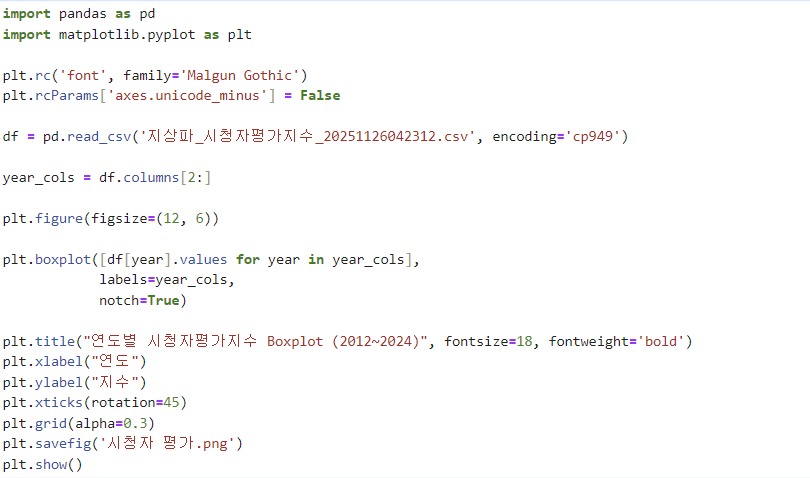 import pandas as pd
import matplotlib.pyplot as plt
plt.rc('font', family='Malgun Gothic')
plt.rcParams['axes.unicode_minus'] = False
df = pd.read_csv('지상파_시청자평가지수_20251126042312.csv', encoding='cp949')
year_cols = df.columns[2:]
plt.figure(figsize=(12, 6))
plt.boxplot([df[year].values for year in year_cols],
            labels=year_cols,
            notch=True)
plt.title("연도별 시청자평가지수 Boxplot (2012~2024)", fontsize=18, fontweight='bold')
plt.xlabel("연도")
plt.ylabel("지수")
plt.xticks(rotation=45)
plt.grid(alpha=0.3)
plt.savefig('시청자 평가.png')
plt.show()